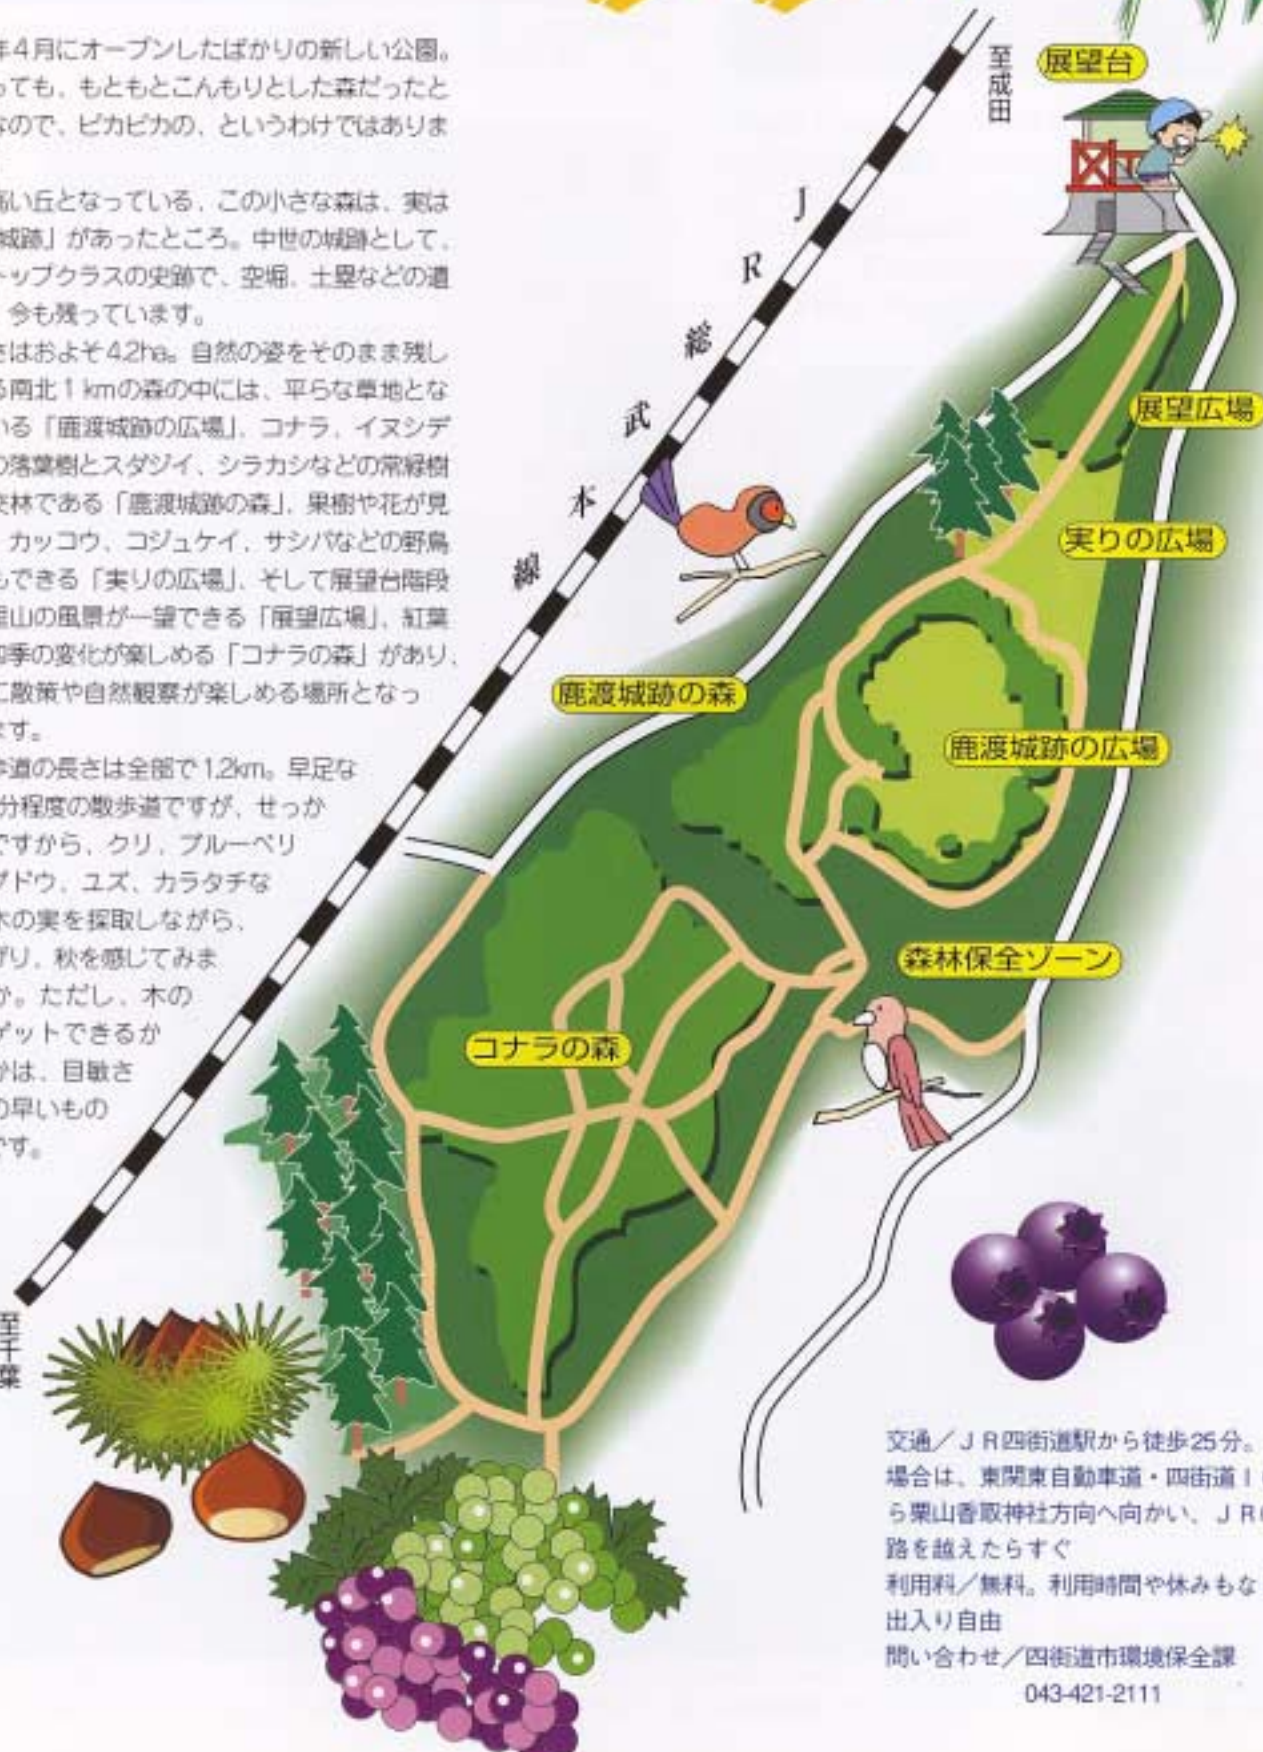 年4月にオープンしたばかりの新しい公園。
っても、もともとこんもりとした森だったと
なので、ピカピカの、というわけではありま
高い丘となっている、この小さな森は、実は
城跡」があったところ。中世の城跡として、
トップクラスの史跡で、空堀、土塁などの遺
今も残っています。
さはおよそ4.2ha。自然の姿をそのまま残し
る南北1kmの森の中には、平らな草地とな
いる「鹿渡城跡の広場」、コナラ、イヌシデ
の落葉樹とスダジイ、シラカシなどの常緑樹
交林である「鹿渡城跡の森」、果樹や花が見
カッコウ、コジュケイ、サシバなどの野鳥
もできる「実りの広場」、そして展望台階段
里山の風景が一望できる「展望広場」、紅葉
四季の変化が楽しめる「コナラの森」があり、
に散策や自然観察が楽しめる場所となっ
ます。
歩道の長さは全部で1.2km。早足な
分程度の散歩道ですが、せっか
ですから、クリ、ブルーベリ
ブドウ、ユズ、カラタチな
木の実を採取しながら、
ぎり、秋を感じてみま
か。ただし、木の
ゲットできるか
かは、目敏さ
の早いもの
です。
至成田
JR総武本線
至千葉
展望台
展望広場
実りの広場
鹿渡城跡の森
鹿渡城跡の広場
森林保全ゾーン
コナラの森
交通/JR四街道駅から徒歩25分。
場合は、東関東自動車道・四街道I
ら栗山香取神社方向へ向かい、JR
路を越えたらすぐ
利用料/無料。利用時間や休みもな
出入り自由
問い合わせ/四街道市環境保全課
043-421-2111